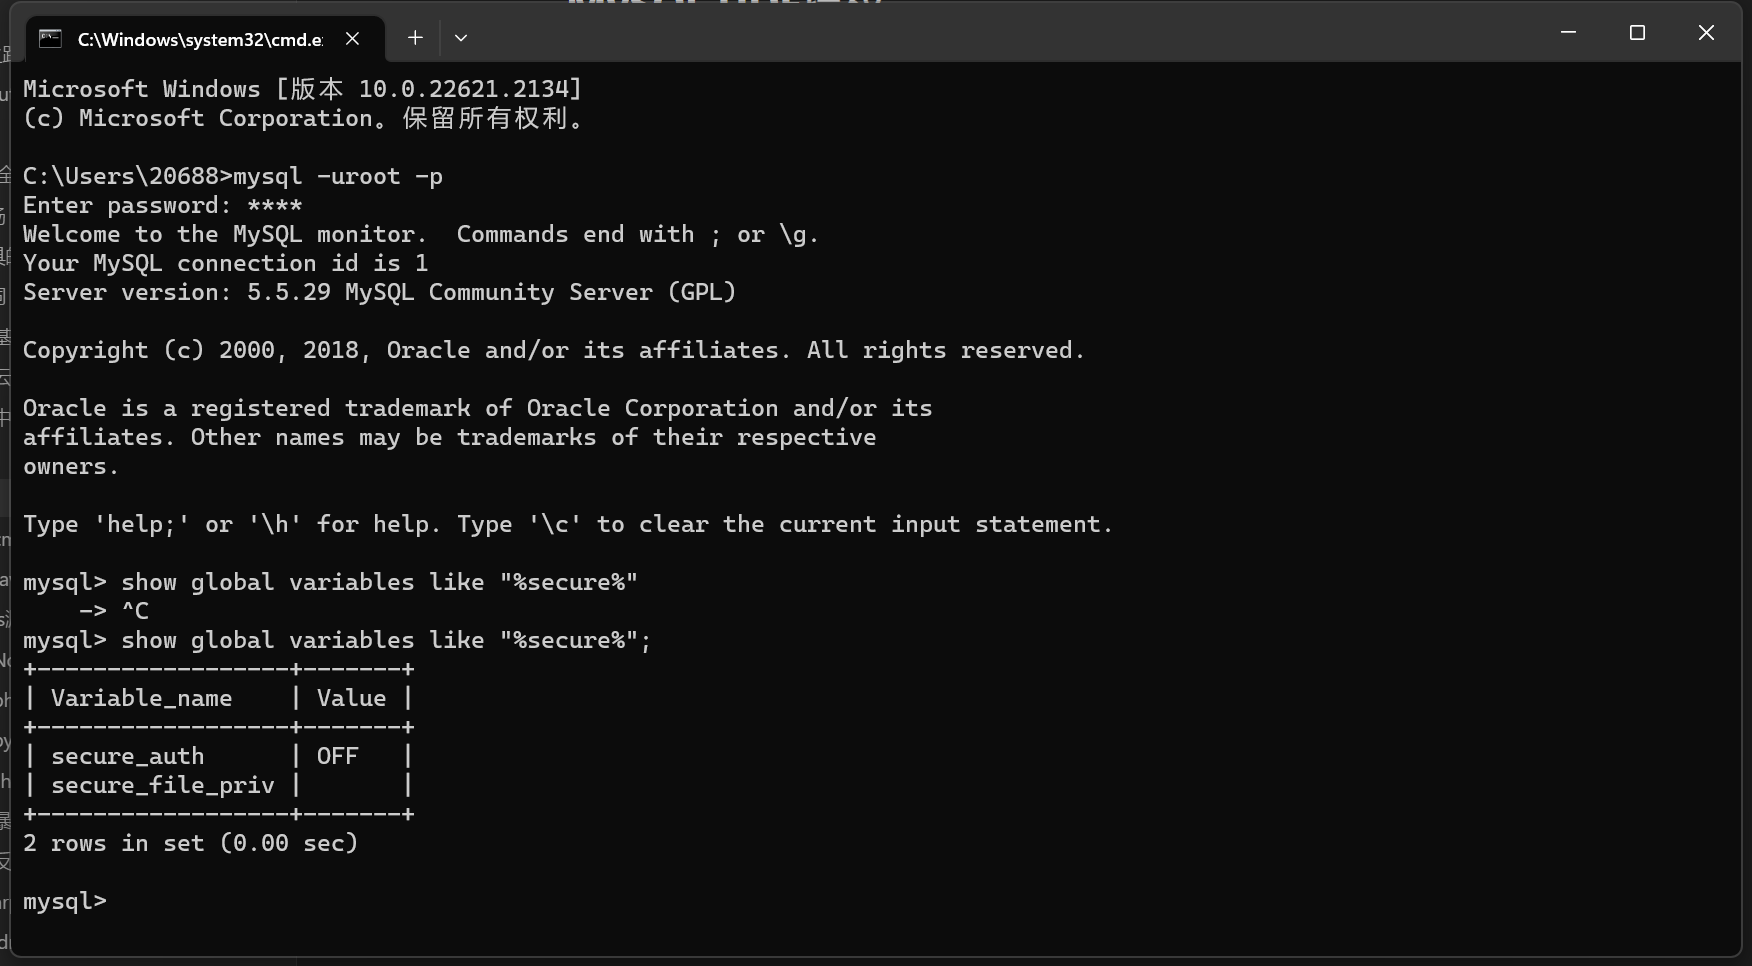 C:\Windows\system32\cmd.e
Microsoft Windows [版本 10.0.22621.2134]
(c) Microsoft Corporation。保留所有权利。
C:\Users\20688>mysql -uroot -p
Enter password: ****
Welcome to the MySQL monitor.  Commands end with ; or \g.
Your MySQL connection id is 1
Server version: 5.5.29 MySQL Community Server (GPL)
Copyright (c) 2000, 2018, Oracle and/or its affiliates. All rights reserved.
Oracle is a registered trademark of Oracle Corporation and/or its
affiliates. Other names may be trademarks of their respective
owners.
Type 'help;' or '\h' for help. Type '\c' to clear the current input statement.
mysql> show global variables like "%secure%"
    -> ^C
mysql> show global variables like "%secure%";
+------------------+-------+
| Variable_name    | Value |
+------------------+-------+
| secure_auth      | OFF   |
| secure_file_priv |       |
+------------------+-------+
2 rows in set (0.00 sec)
mysql>